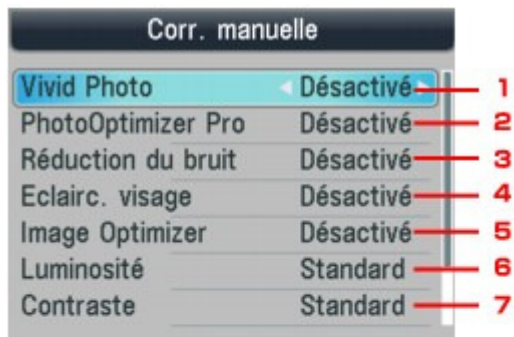 Corr. manuelle
Vivid Photo Désactivé 1
PhotoOptimizer Pro Désactivé 2
Réduction du bruit Désactivé 3
Eclairc. visage Désactivé 4
Image Optimizer Désactivé 5
Luminosité Standard 6
Contraste Standard 7